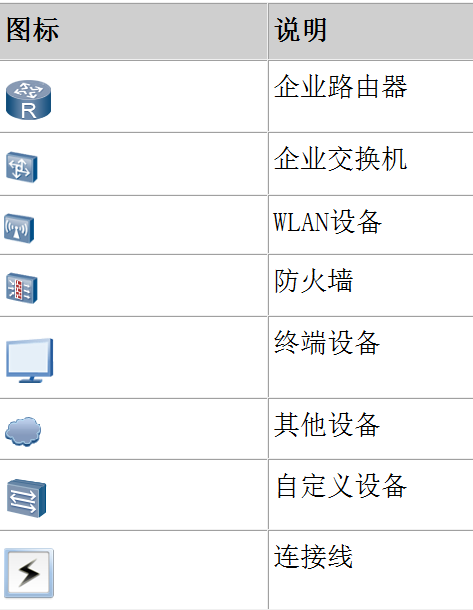 图标 说明
R 企业路由器
企业交换机
WLAN设备
防火墙
终端设备
其他设备
自定义设备
连接线